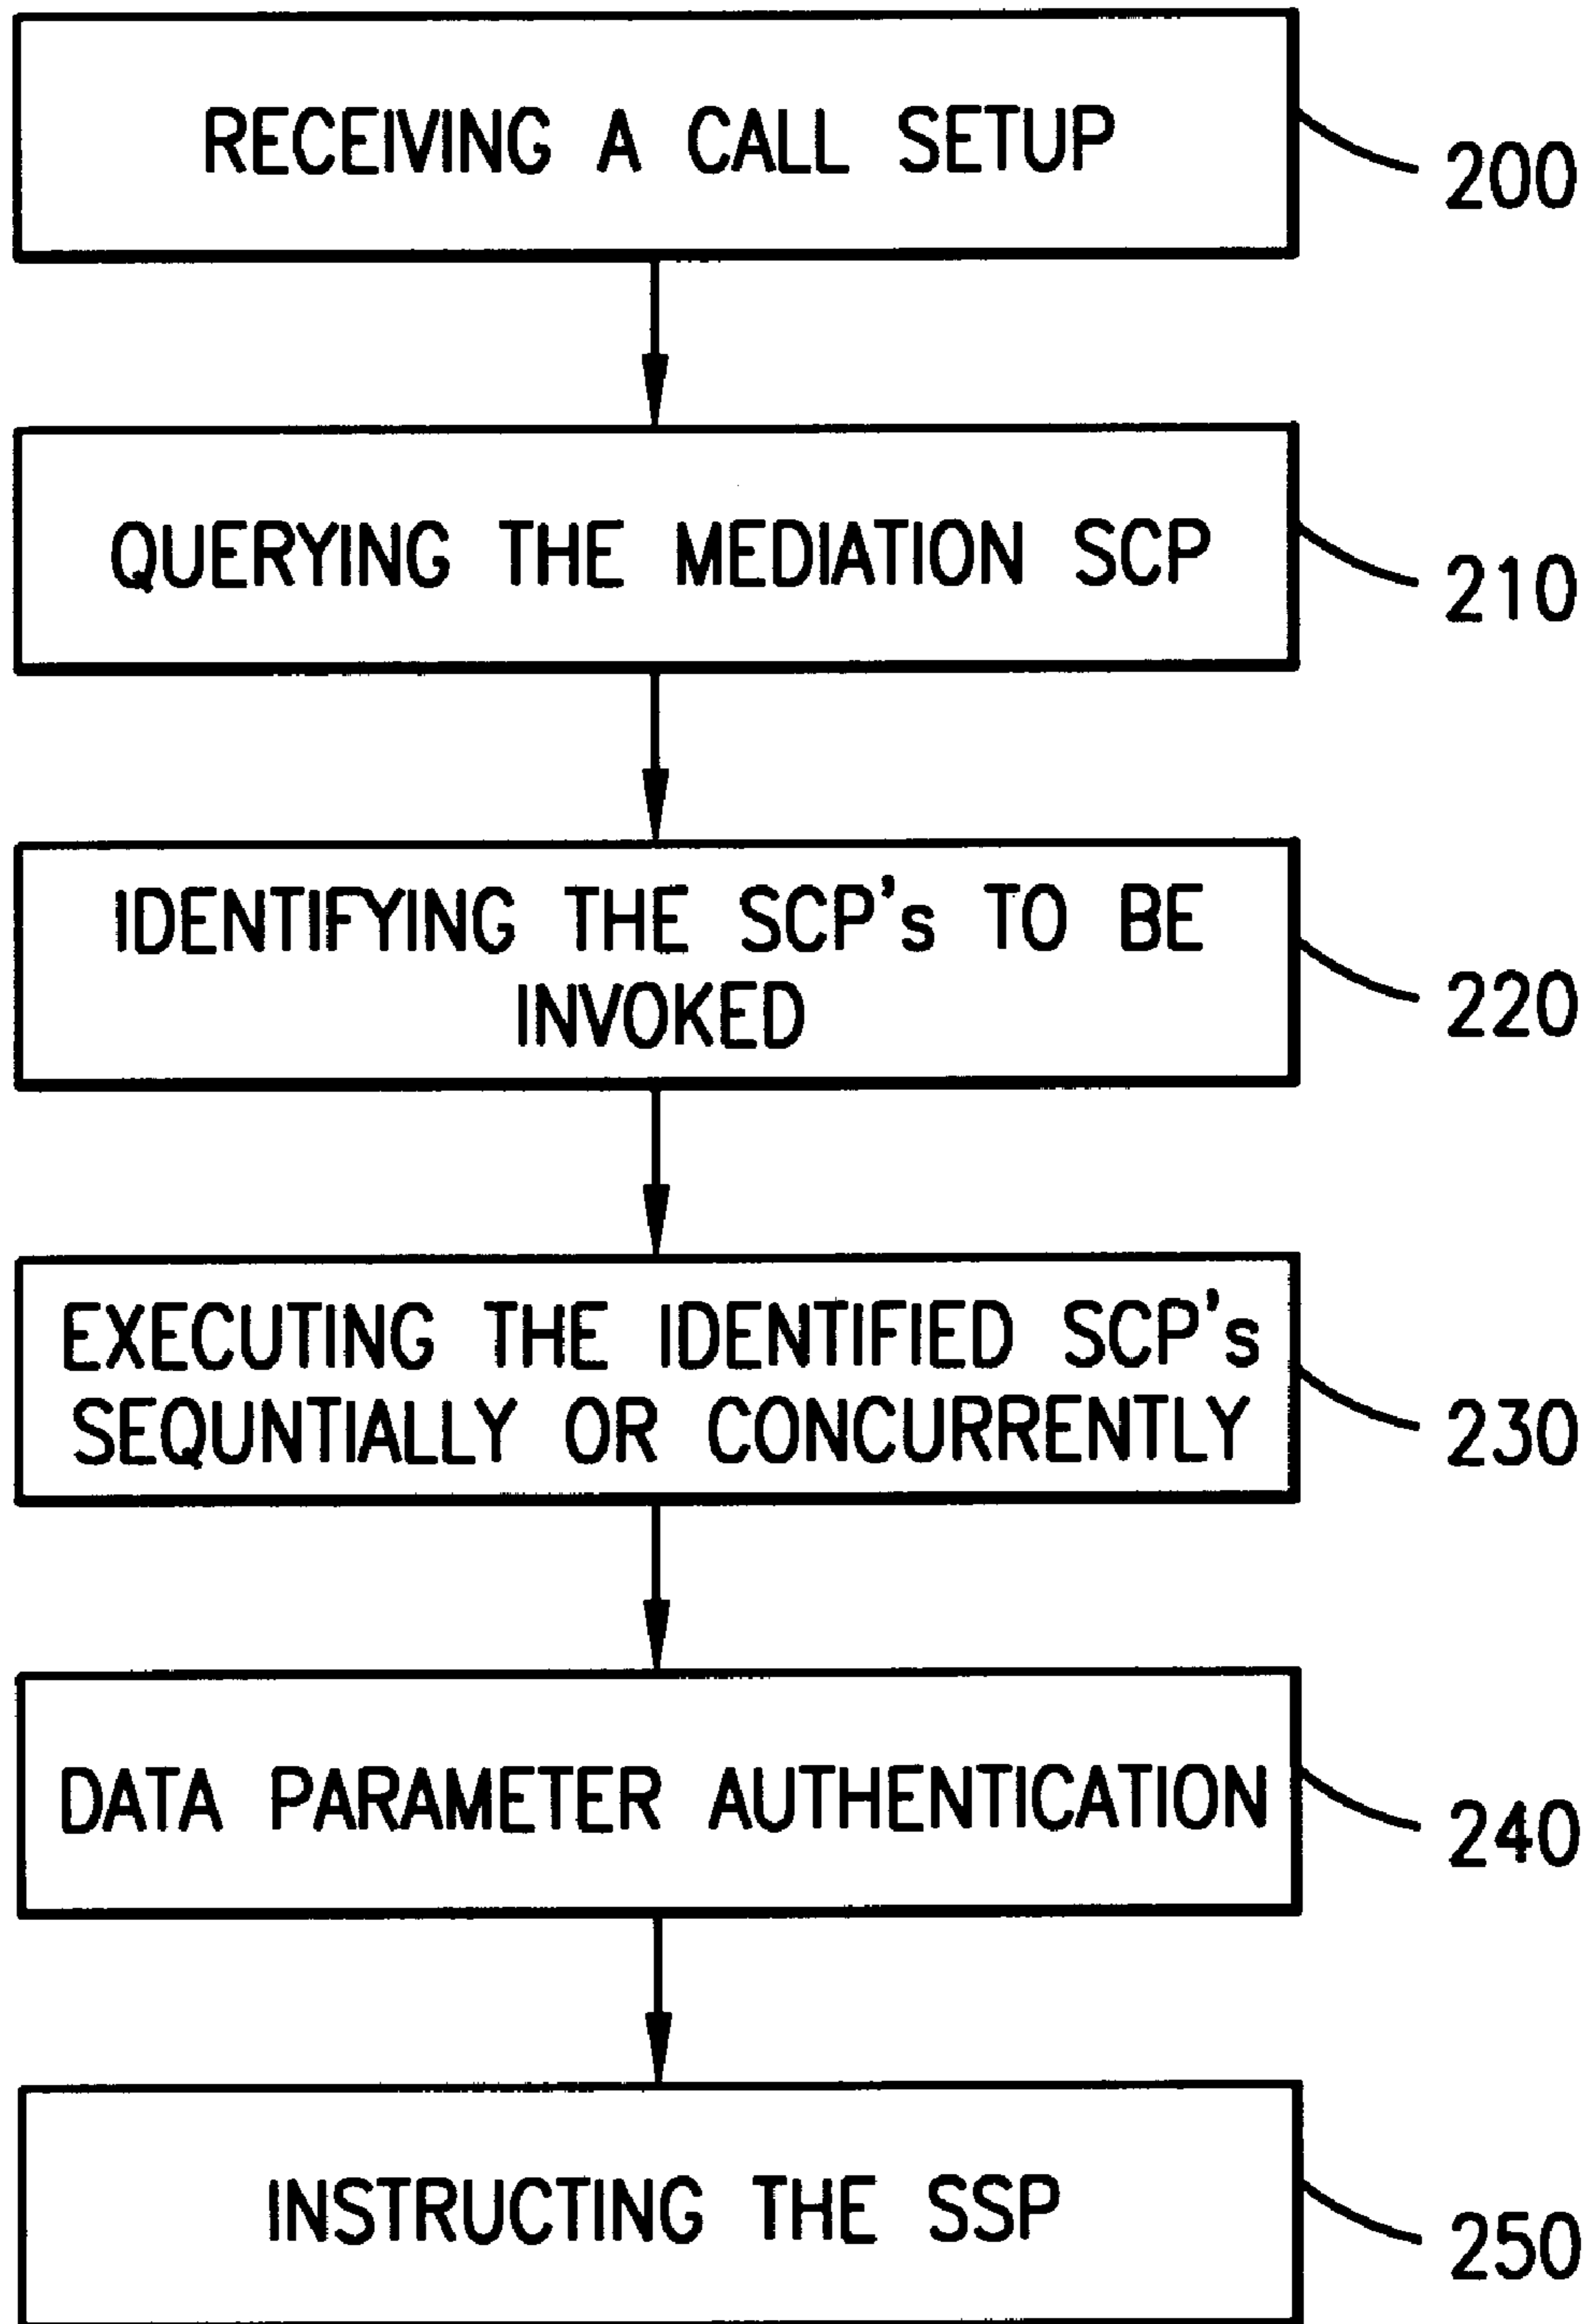 RECEIVING A CALL SETUP
200
QUERYING THE MEDIATION SCP
210
IDENTIFYING THE SCP's TO BE
INVOKED
220
EXECUTING THE IDENTIFIED SCP's
SEQUNTIALLY OR CONCURRENTLY
230
DATA PARAMETER AUTHENTICATION
240
INSTRUCTING THE SSP
250